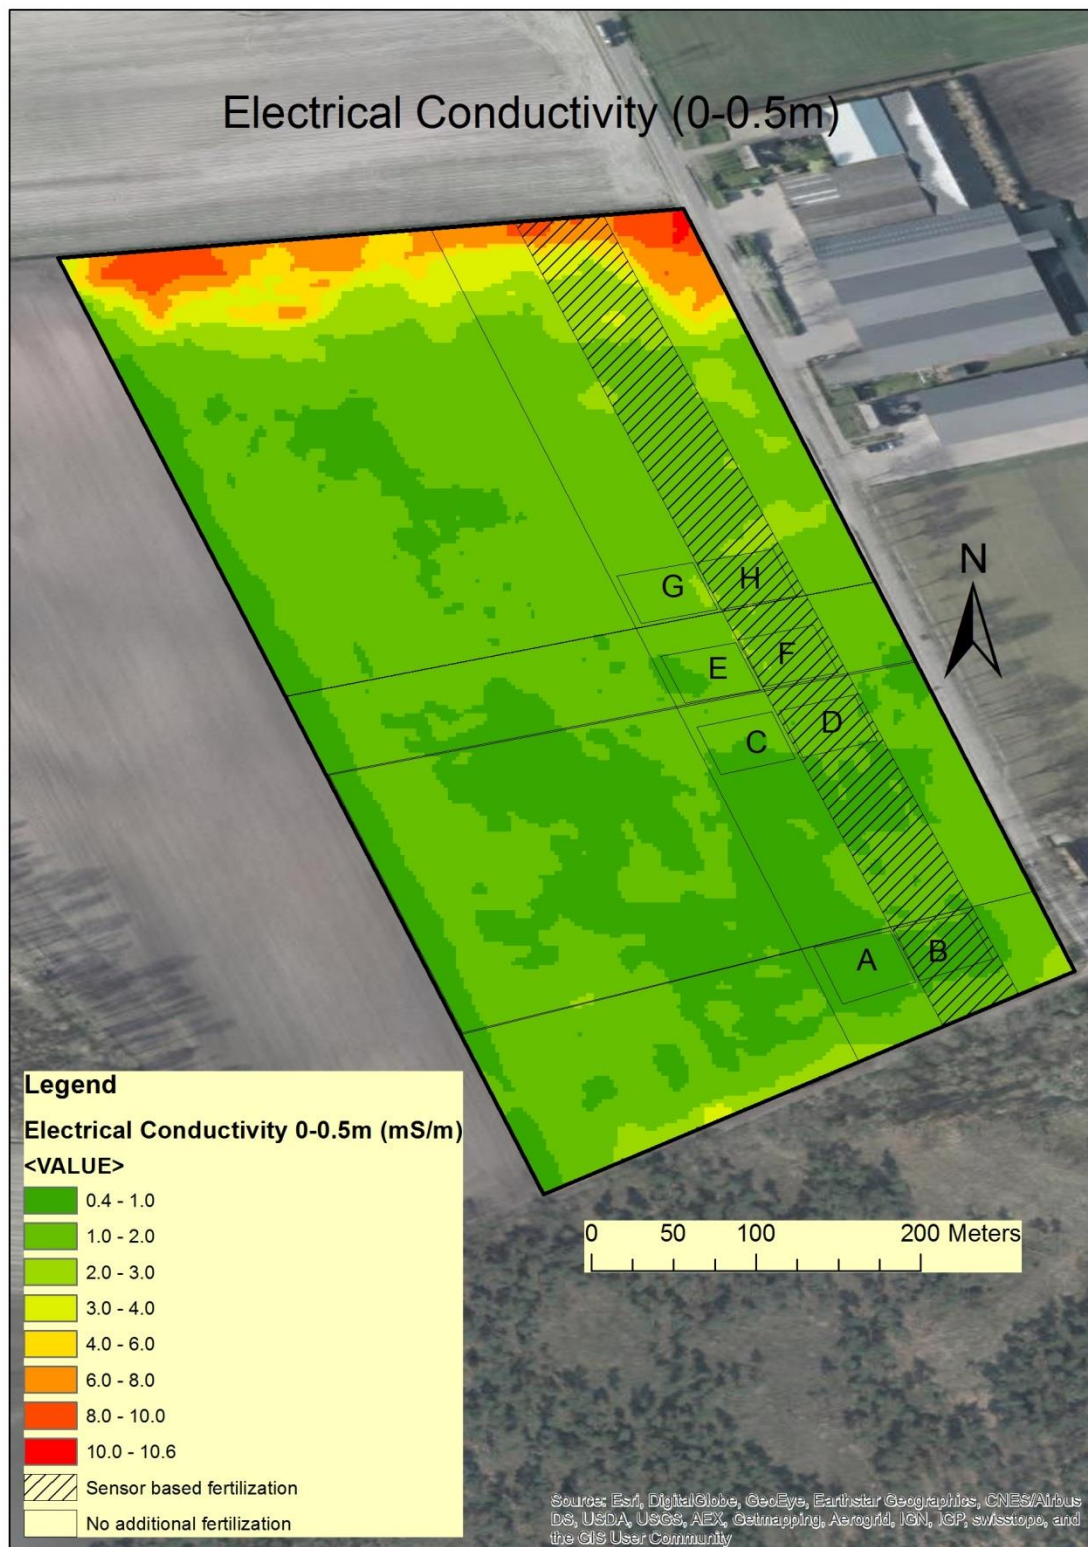 Electrical Conductivity (0-0.5m)
N
G
H
E
F
C
D
A
B
Legend
Electrical Conductivity 0-0.5m (mS/m)
<VALUE>
0.4 - 1.0
1.0 - 2.0
2.0 - 3.0
3.0 - 4.0
4.0 - 6.0
6.0 - 8.0
8.0 - 10.0
10.0 - 10.6
Sensor based fertilization
No additional fertilization
0 50 100 200 Meters
Source: Esri, DigitalGlobe, GeoEye, Earthstar Geographics, CNES/Airbus
DS, USDA, USGS, AEX, Getmapping, Aerogrid, IGN, IGP, swisstopo, and
the GIS User Community